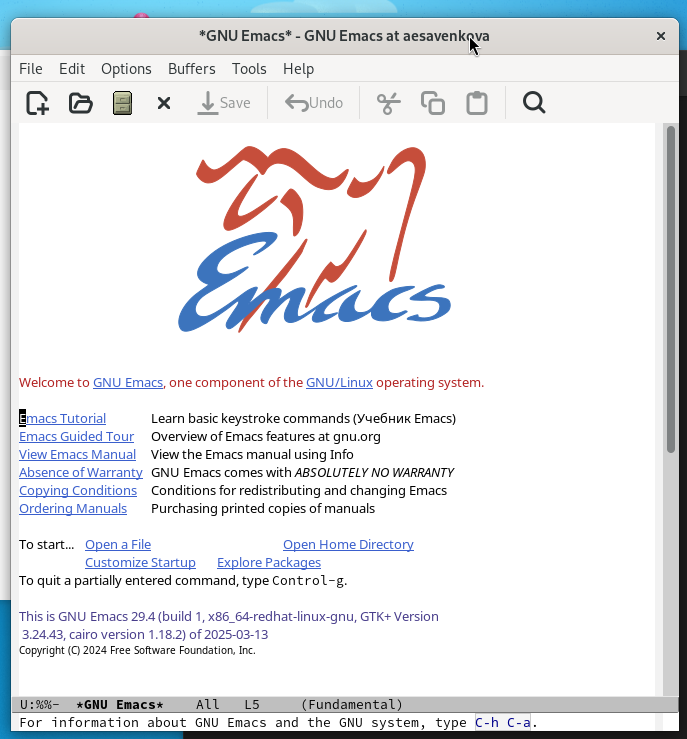 *GNU Emacs* - GNU Emacs at aesavenkova
File Edit Options Buffers Tools Help
Save Undo
Emacs
Welcome to GNU Emacs, one component of the GNU/Linux operating system.
Emacs Tutorial Learn basic keystroke commands (Учебник Emacs)
Emacs Guided Tour Overview of Emacs features at gnu.org
View Emacs Manual View the Emacs manual using Info
Absence of Warranty GNU Emacs comes with ABSOLUTELY NO WARRANTY
Copying Conditions Conditions for redistributing and changing Emacs
Ordering Manuals Purchasing printed copies of manuals
To start... Open a File Open Home Directory
Customize Startup Explore Packages
To quit a partially entered command, type Control-g.
This is GNU Emacs 29.4 (build 1, x86_64-redhat-linux-gnu, GTK+ Version
3.24.43, cairo version 1.18.2) of 2025-03-13
Copyright (C) 2024 Free Software Foundation, Inc.
U:%%- *GNU Emacs* All L5 (Fundamental)
For information about GNU Emacs and the GNU system, type C-h C-a.